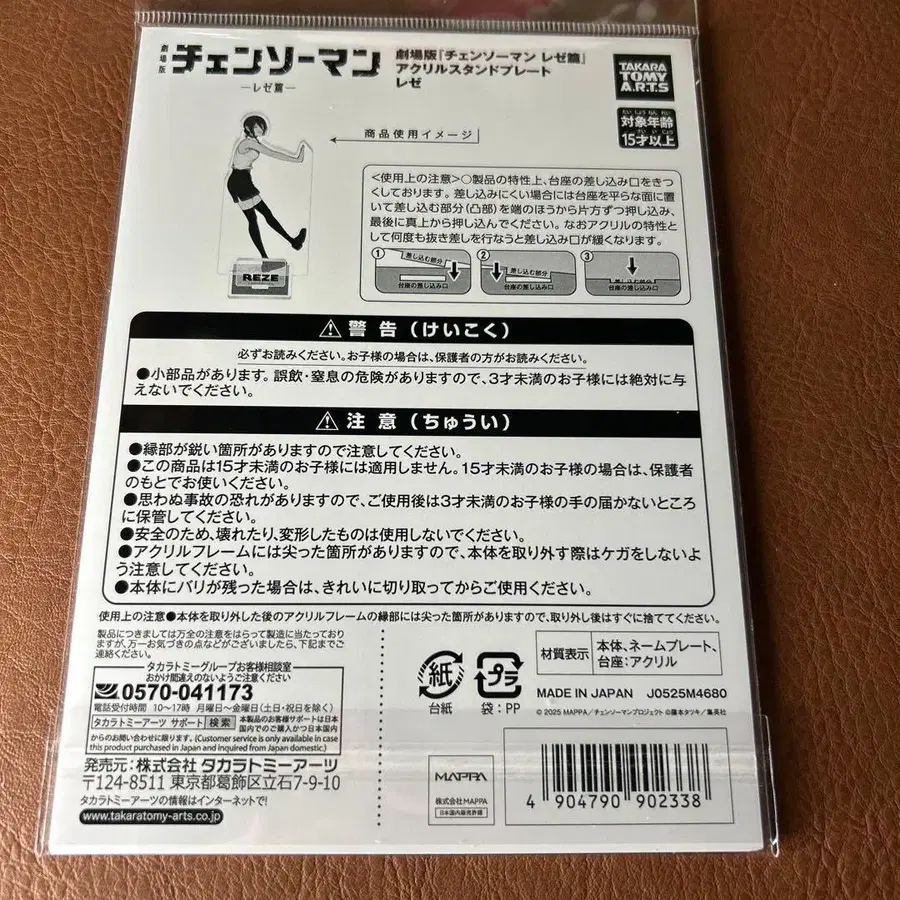 劇場版
チェンソーマン
―レゼ篇―
劇場版『チェンソーマン レゼ篇』
アクリルスタンドプレート
レゼ
TAKARA
TOMY
A.R.T.S
対象年齢
たいしょうねんれい
15才以上
さいいじょう
商品使用イメージ
REZE
<使用上の注意>○製品の特性上、台座の差し込み口をきつ
くしております。差し込みにくい場合には台座を平らな面に置
いて差し込む部分(凸部)を端のほうから片方ずつ押し込み、
最後に真上から押し込んでください。なおアクリルの特性と
して何度も抜き差しを行なうと差し込み口が緩くなります。
① 差し込む部分 台座の差し込み口
② 差し込む部分 台座の差し込み口
③ 台座の差し込み口
⚠ 警告(けいこく)
必ずお読みください。お子様の場合は、保護者の方がお読みください。
●小部品があります。誤飲・窒息の危険がありますので、3才未満のお子様には絶対に与
えないでください。
⚠ 注意(ちゅうい)
●縁部が鋭い箇所がありますので注意してください。
●この商品は15才未満のお子様には適用しません。15才未満のお子様の場合は、保護者
のもとでお使いください。
●思わぬ事故の恐れがありますので、ご使用後は3才未満のお子様の手の届かないところ
に保管してください。
●安全のため、壊れたり、変形したものは使用しないでください。
●アクリルフレームには尖った箇所がありますので、本体を取り外す際はケガをしないよ
う注意してください。
●本体にバリが残った場合は、きれいに切り取ってからご使用ください。
使用上の注意●本体を取り外した後のアクリルフレームの縁部には尖った箇所がありますので、取り外し後はすぐに捨ててください。
製品につきましては万全の注意をはらって製造に当たっており
ますが、万一お気づきの点などがございましたら、下記までご
連絡ください。
タカラトミーグループお客様相談室
おかけ間違えのないようご注意ください
0570-041173
電話受付時間 10〜17時 月曜日〜金曜日(土・日・祝日を除く)
タカラトミーアーツ サポート 検索 本製品のお客様サポートは日本
国内でのご購入かつ日本国内
からのお問い合わせに限ります。(Customer service is only available in case
this product purchased in Japan and inquired from Japan domestic.)
発売元:株式会社 タカラトミーアーツ
〒124-8511 東京都葛飾区立石7-9-10
タカラトミーアーツの情報はインターネットで!
www.takaratomy-arts.co.jp
紙
台紙
プラ
袋:PP
材質表示
本体、ネームプレート、
台座:アクリル
MADE IN JAPAN J0525M4680
© 2025 MAPPA/チェンソーマンプロジェクト ©藤本タツキ/集英社
MAPPA
株式会社MAPPA
日本国内販売許諾
4 904790 902338